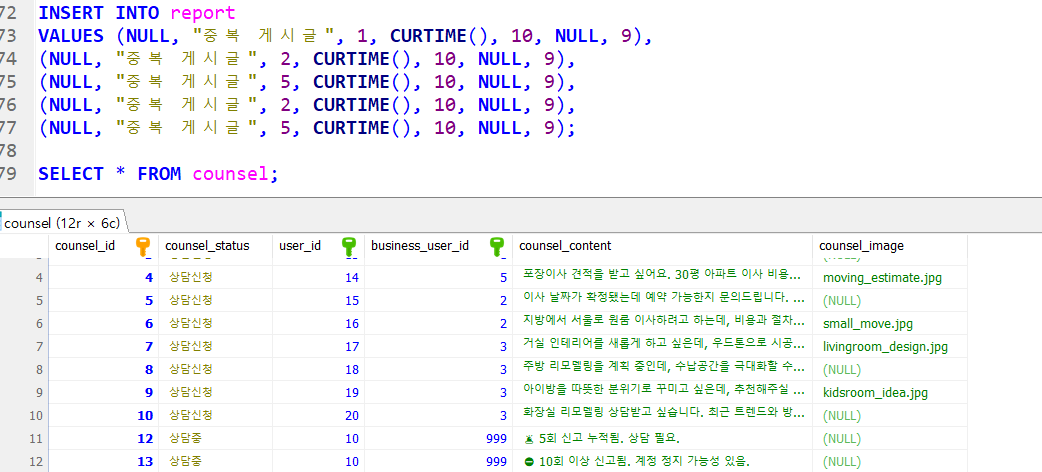 72 INSERT INTO report
73 VALUES (NULL, "중복 게시글", 1, CURTIME(), 10, NULL, 9),
74 (NULL, "중복 게시글", 2, CURTIME(), 10, NULL, 9),
75 (NULL, "중복 게시글", 5, CURTIME(), 10, NULL, 9),
76 (NULL, "중복 게시글", 2, CURTIME(), 10, NULL, 9),
77 (NULL, "중복 게시글", 5, CURTIME(), 10, NULL, 9);
78
79 SELECT * FROM counsel;
counsel (12r × 6c)
counsel_id counsel_status user_id business_user_id counsel_content counsel_image
4 4 상담신청 14 5 포장이사 견적을 받고 싶어요. 30평 아파트 이사 비용... moving_estimate.jpg
5 5 상담신청 15 2 이사 날짜가 확정됐는데 예약 가능한지 문의드립니다. ... (NULL)
6 6 상담신청 16 2 지방에서 서울로 원룸 이사하려고 하는데, 비용과 절차... small_move.jpg
7 7 상담신청 17 3 거실 인테리어를 새롭게 하고 싶은데, 우드톤으로 시공... livingroom_design.jpg
8 8 상담신청 18 3 주방 리모델링을 계획 중인데, 수납공간을 극대화할 수... (NULL)
9 9 상담신청 19 3 아이방을 따뜻한 분위기로 꾸미고 싶은데, 추천해주실 ... kidsroom_idea.jpg
10 10 상담신청 20 3 화장실 리모델링 상담받고 싶습니다. 최근 트렌드와 방... (NULL)
11 12 상담중 10 999 🚨 5회 신고 누적됨. 상담 필요. (NULL)
12 13 상담중 10 999 ⛔ 10회 이상 신고됨. 계정 정지 가능성 있음. (NULL)